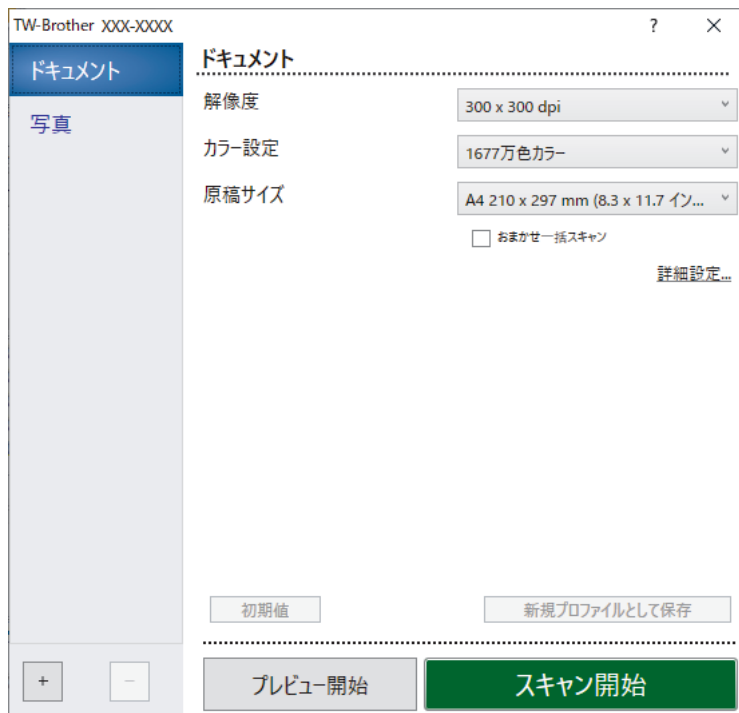 TW-Brother XXX-XXXX ? ×
ドキュメント
写真
ドキュメント
解像度 300 x 300 dpi
カラー設定 1677万色カラー
原稿サイズ A4 210 x 297 mm (8.3 x 11.7 イン...
おまかせ一括スキャン
詳細設定...
初期値 新規プロファイルとして保存
+ − プレビュー開始 スキャン開始